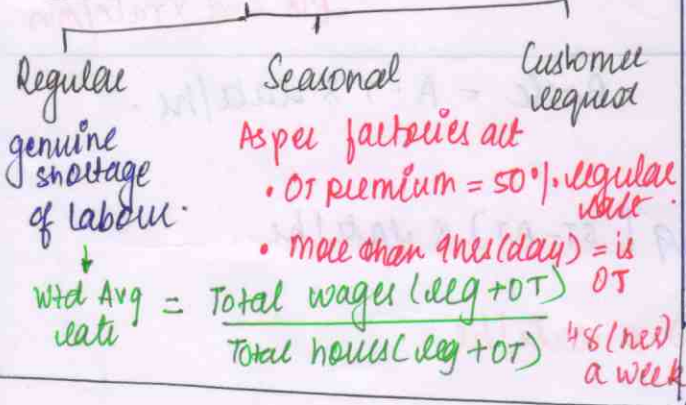 Regular Seasonal Customer
request
genuine
shortage
of labour.
As per factories act
• OT premium = 50%. regular
rate.
• more than 9hrs(day) = is
OT
Wtd Avg = Total wages (reg + OT)
rate Total hours (reg + OT)
48 (hrs)
a week